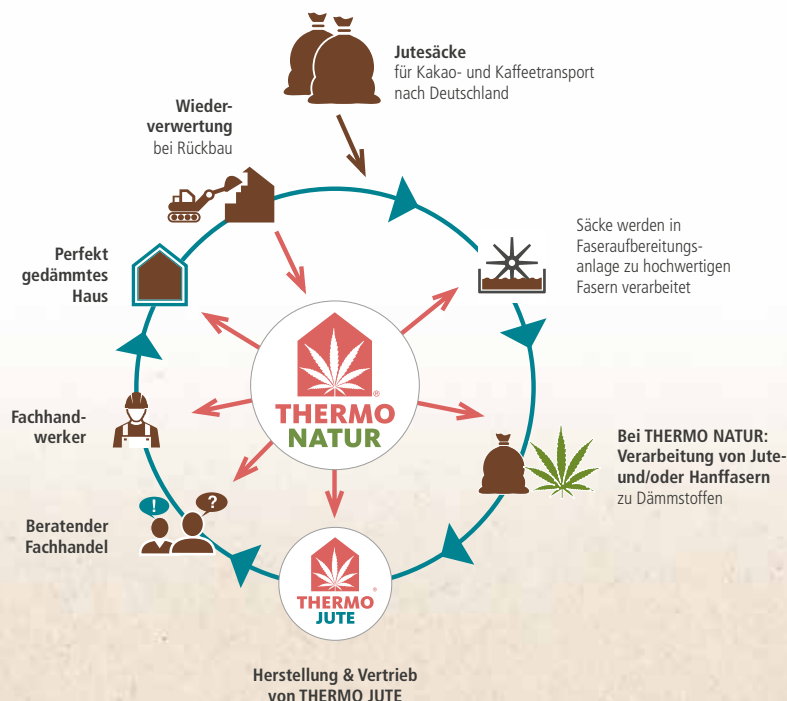 Jutesäcke
für Kakao- und Kaffeetransport
nach Deutschland
Wieder-
verwertung
bei Rückbau
Säcke werden in
Faseraufbereitungs-
anlage zu hochwertigen
Fasern verarbeitet
Perfekt
gedämmtes
Haus
®
THERMO
NATUR
Fachhand-
werker
Bei THERMO NATUR:
Verarbeitung von Jute-
und/oder Hanffasern
zu Dämmstoffen
! ?
Beratender
Fachhandel
®
THERMO
JUTE
Herstellung & Vertrieb
von THERMO JUTE